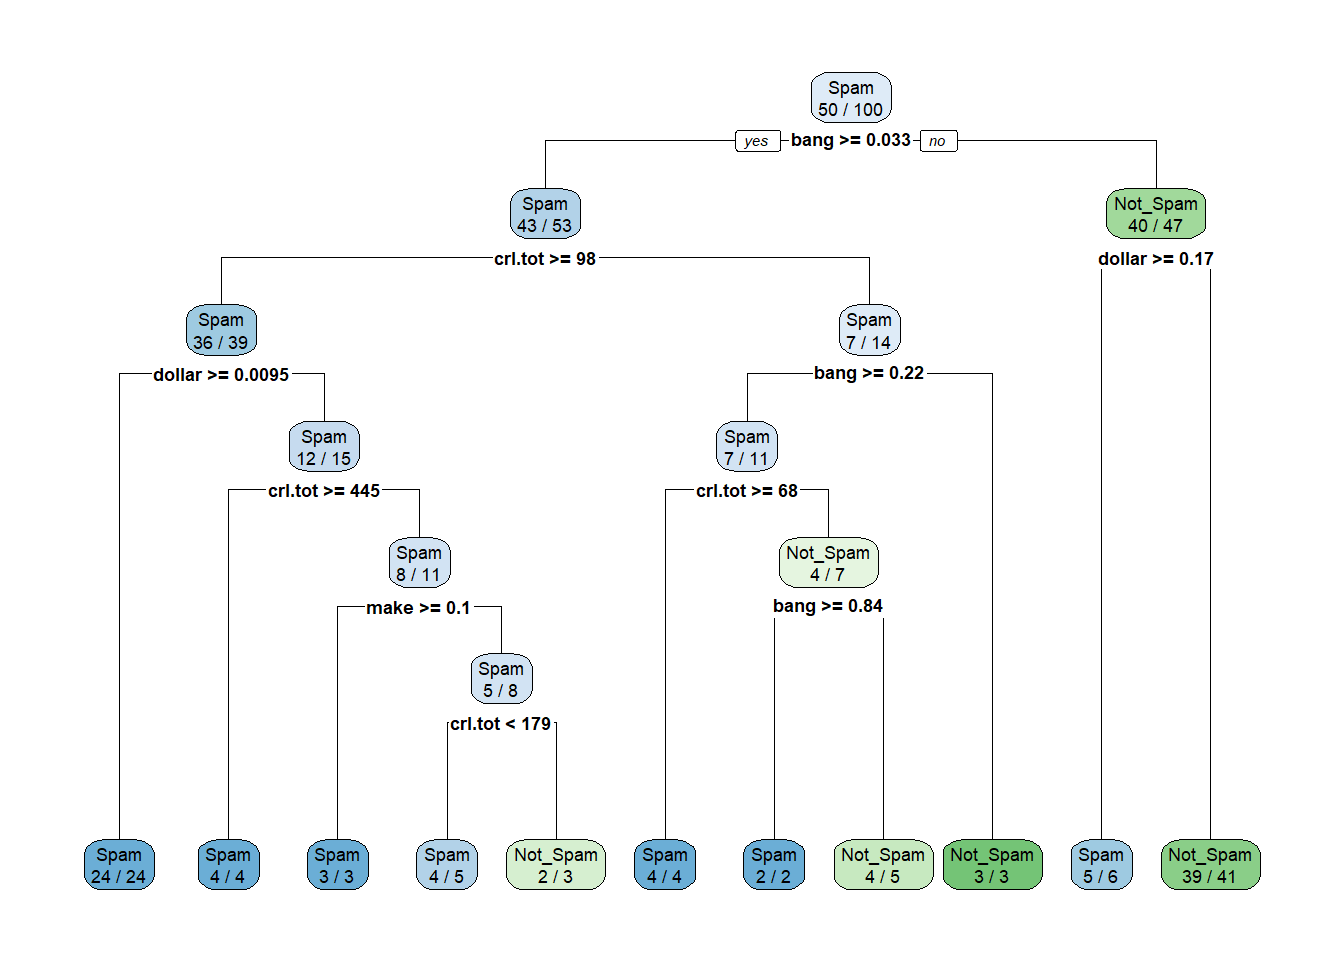 Spam
50 / 100
yes bang >= 0.033 no
Spam
43 / 53
Not_Spam
40 / 47
crl.tot >= 98
dollar >= 0.17
Spam
36 / 39
Spam
7 / 14
dollar >= 0.0095
bang >= 0.22
Spam
12 / 15
Spam
7 / 11
crl.tot >= 445
crl.tot >= 68
Spam
8 / 11
Not_Spam
4 / 7
make >= 0.1
bang >= 0.84
Spam
5 / 8
crl.tot < 179
Spam
24 / 24
Spam
4 / 4
Spam
3 / 3
Spam
4 / 5
Not_Spam
2 / 3
Spam
4 / 4
Spam
2 / 2
Not_Spam
4 / 5
Not_Spam
3 / 3
Spam
5 / 6
Not_Spam
39 / 41